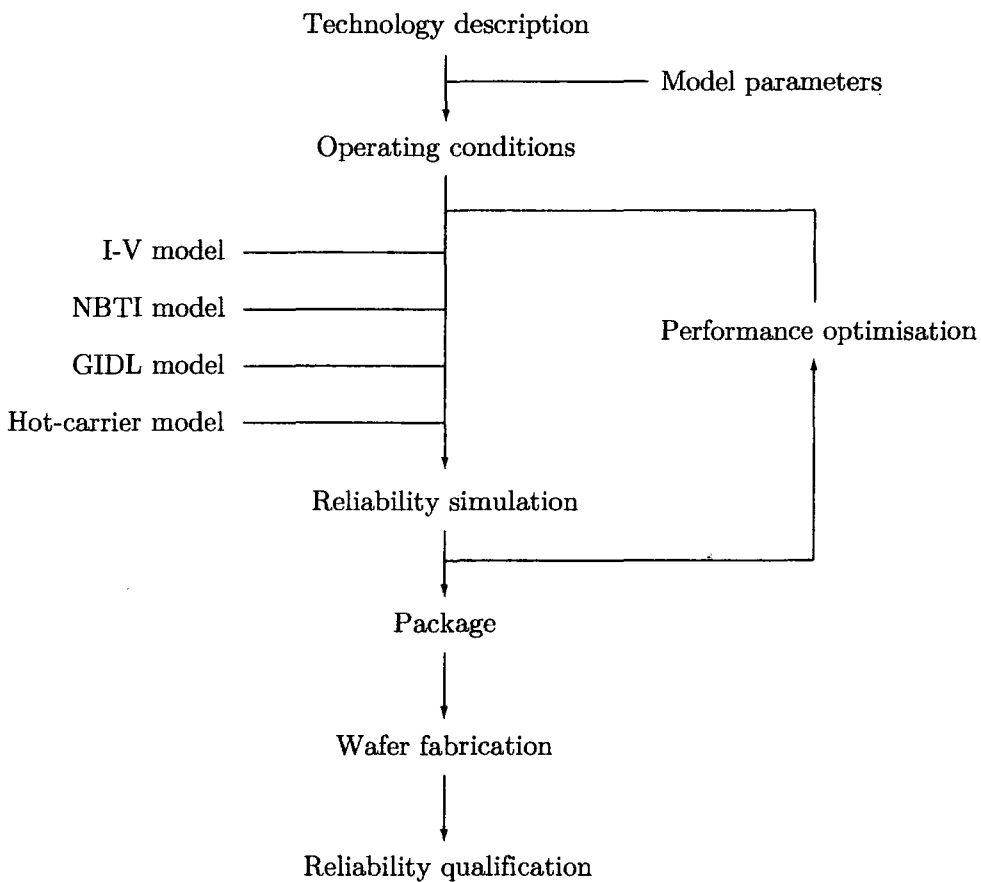 Technology description
Model parameters
Operating conditions
I-V model
NBTI model
Performance optimisation
GIDL model
Hot-carrier model
Reliability simulation
Package
Wafer fabrication
Reliability qualification